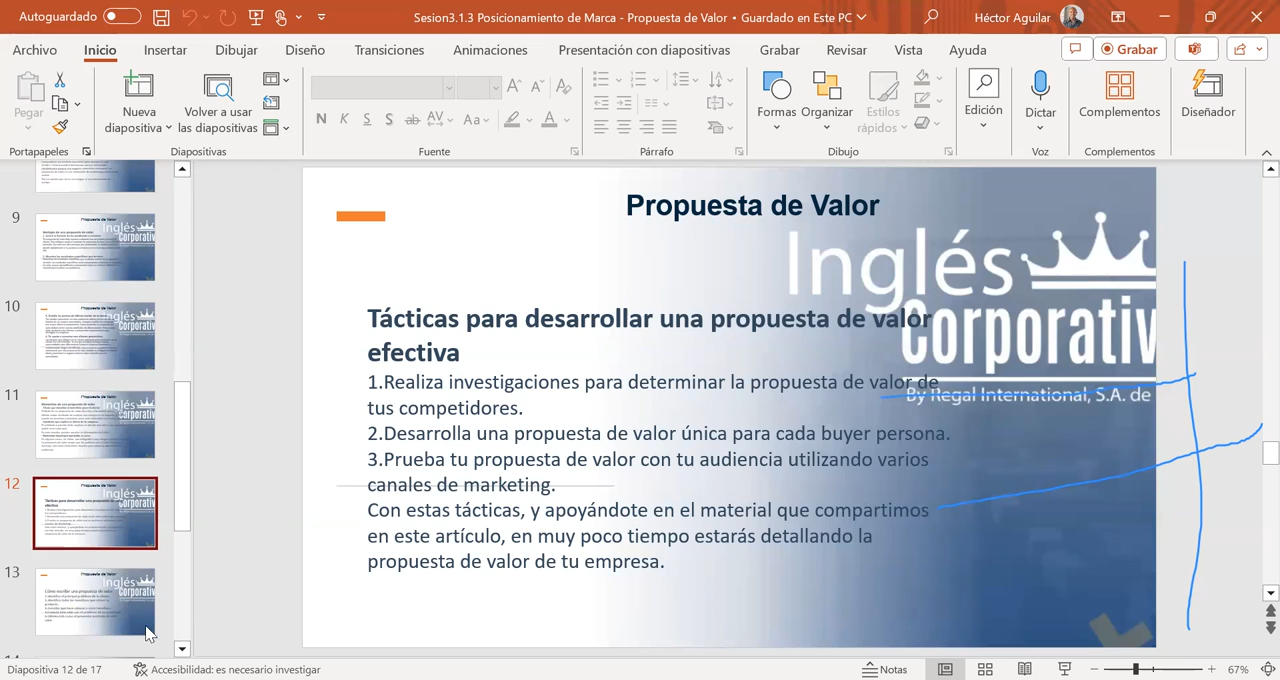 Autoguardado
Sesion3.1.3 Posicionamiento de Marca - Propuesta de Valor • Guardado en Este PC
Héctor Aguilar
Archivo Inicio Insertar Dibujar Diseño Transiciones Animaciones Presentación con diapositivas Grabar Revisar Vista Ayuda Grabar
Pegar
Nueva diapositiva
Volver a usar las diapositivas
N K S S ab AV Aa A
Formas Organizar Estilos rápidos
Edición
Dictar
Complementos
Diseñador
Portapapeles Diapositivas Fuente Párrafo Dibujo Voz Complementos
9
10
11
12
13
Propuesta de Valor
Inglés
Corporativ
By Regal International, S.A. de
Tácticas para desarrollar una propuesta de valor
efectiva
1.Realiza investigaciones para determinar la propuesta de valor de
tus competidores.
2.Desarrolla una propuesta de valor única para cada buyer persona.
3.Prueba tu propuesta de valor con tu audiencia utilizando varios
canales de marketing.
Con estas tácticas, y apoyándote en el material que compartimos
en este artículo, en muy poco tiempo estarás detallando la
propuesta de valor de tu empresa.
Diapositiva 12 de 17 Accesibilidad: es necesario investigar Notas 67%